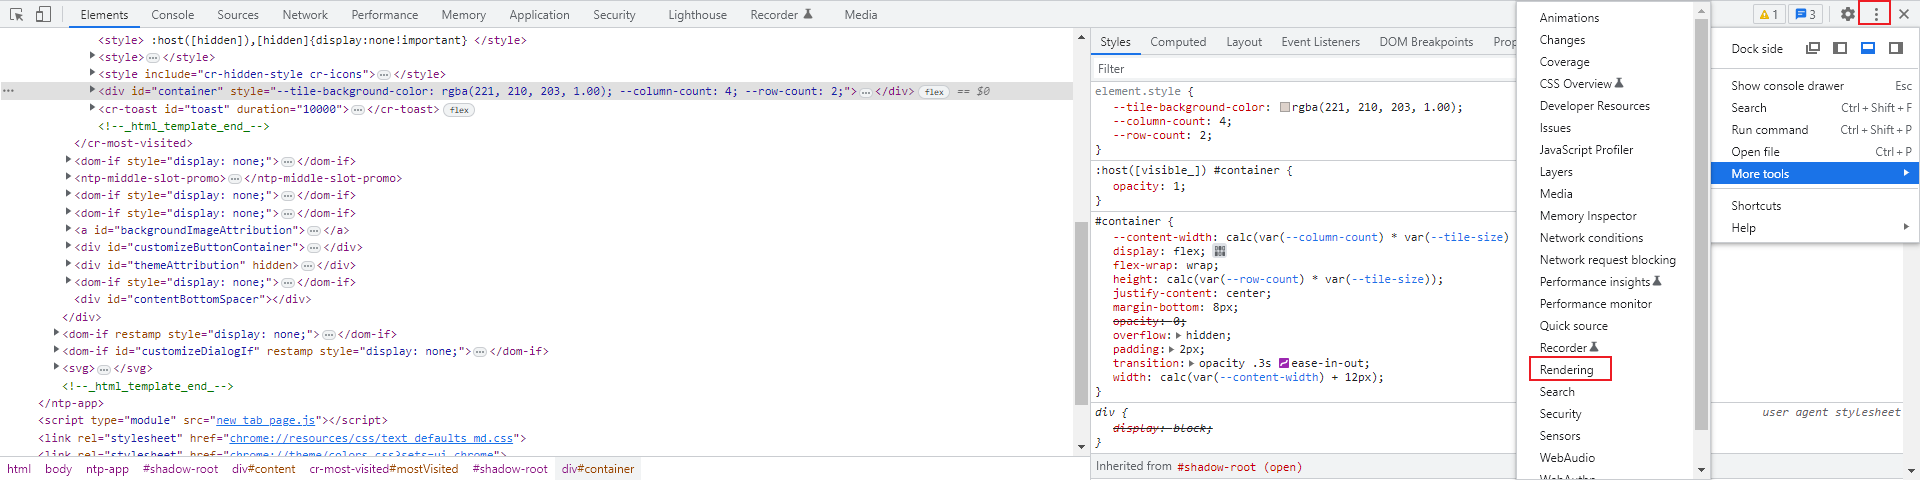 Elements Console Sources Network Performance Memory Application Security Lighthouse Recorder Media
1 3
<style> :host([hidden]),[hidden]{display:none!important} </style>
<style>…</style>
<style include="cr-hidden-style cr-icons">…</style>
<div id="container" style="--tile-background-color: rgba(221, 210, 203, 1.00); --column-count: 4; --row-count: 2;">…</div> flex == $0
<cr-toast id="toast" duration="10000">…</cr-toast> flex
<!--_html_template_end_-->
</cr-most-visited>
<dom-if style="display: none;">…</dom-if>
<ntp-middle-slot-promo>…</ntp-middle-slot-promo>
<dom-if style="display: none;">…</dom-if>
<dom-if style="display: none;">…</dom-if>
<a id="backgroundImageAttribution">…</a>
<div id="customizeButtonContainer">…</div>
<div id="themeAttribution" hidden>…</div>
<dom-if style="display: none;">…</dom-if>
<div id="contentBottomSpacer"></div>
</div>
<dom-if restamp style="display: none;">…</dom-if>
<dom-if id="customizeDialogIf" restamp style="display: none;">…</dom-if>
<svg>…</svg>
<!--_html_template_end_-->
</ntp-app>
<script type="module" src="new_tab_page.js"></script>
<link rel="stylesheet" href="chrome://resources/css/text_defaults_md.css">
<link rel="stylesheet" href="chrome://theme/colors.css?sets=ui,chrome">
html body ntp-app #shadow-root div#content cr-most-visited#mostVisited #shadow-root div#container
Styles Computed Layout Event Listeners DOM Breakpoints Prop
Filter
element.style {
--tile-background-color: rgba(221, 210, 203, 1.00);
--column-count: 4;
--row-count: 2;
}
:host([visible_]) #container {
opacity: 1;
}
#container {
--content-width: calc(var(--column-count) * var(--tile-size)
display: flex;
flex-wrap: wrap;
height: calc(var(--row-count) * var(--tile-size));
justify-content: center;
margin-bottom: 8px;
opacity: 0;
overflow: hidden;
padding: 2px;
transition: opacity .3s ease-in-out;
width: calc(var(--content-width) + 12px);
}
div {
user agent stylesheet
display: block;
}
Inherited from #shadow-root (open)
Animations
Changes
Coverage
CSS Overview
Developer Resources
Issues
JavaScript Profiler
Layers
Media
Memory Inspector
Network conditions
Network request blocking
Performance insights
Performance monitor
Quick source
Recorder
Rendering
Search
Security
Sensors
WebAudio
WebAuthn
Dock side
Show console drawer Esc
Search Ctrl + Shift + F
Run command Ctrl + Shift + P
Open file Ctrl + P
More tools
Shortcuts
Help